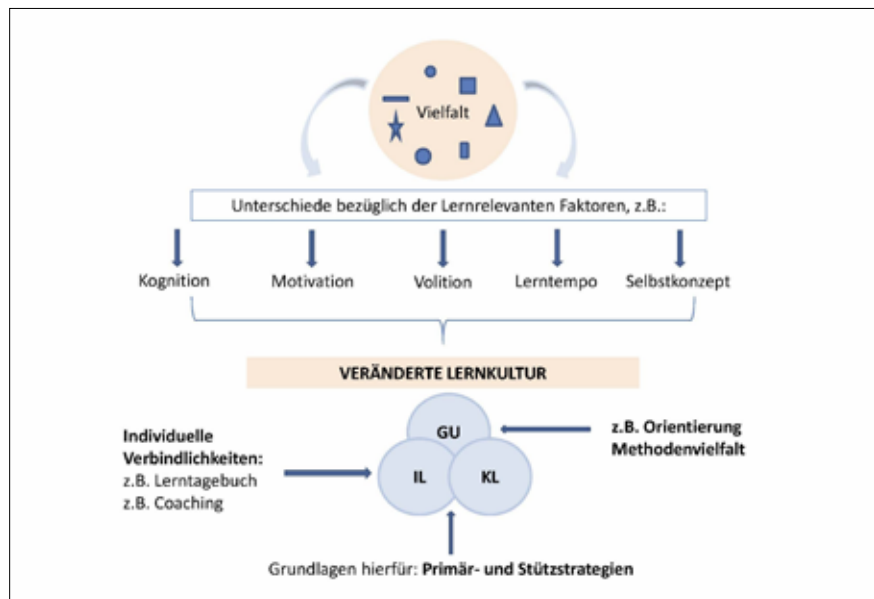 Vielfalt
Unterschiede bezüglich der Lernrelevanten Faktoren, z.B.:
Kognition
Motivation
Volition
Lerntempo
Selbstkonzept
VERÄNDERTE LERNKULTUR
Individuelle
Verbindlichkeiten:
z.B. Lerntagebuch
z.B. Coaching
GU
IL
KL
z.B. Orientierung
Methodenvielfalt
Grundlagen hierfür: Primär- und Stützstrategien